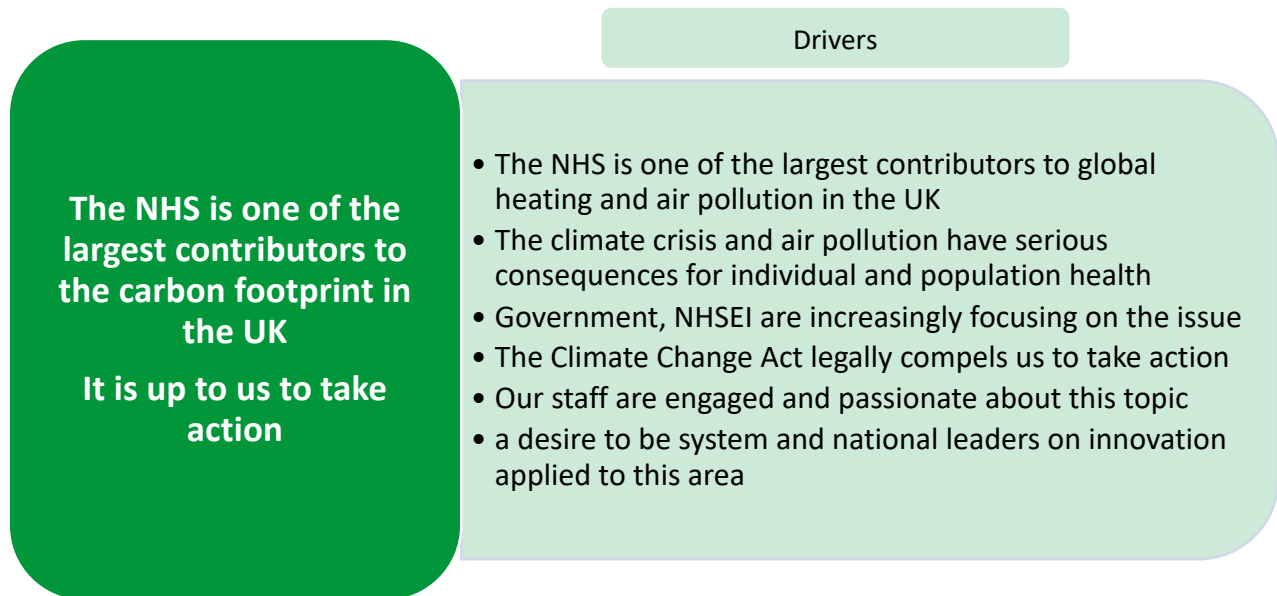 Drivers
The NHS is one of the
largest contributors to
the carbon footprint in
the UK
It is up to us to take
action
• The NHS is one of the largest contributors to global
heating and air pollution in the UK
• The climate crisis and air pollution have serious
consequences for individual and population health
• Government, NHSEI are increasingly focusing on the issue
• The Climate Change Act legally compels us to take action
• Our staff are engaged and passionate about this topic
• a desire to be system and national leaders on innovation
applied to this area